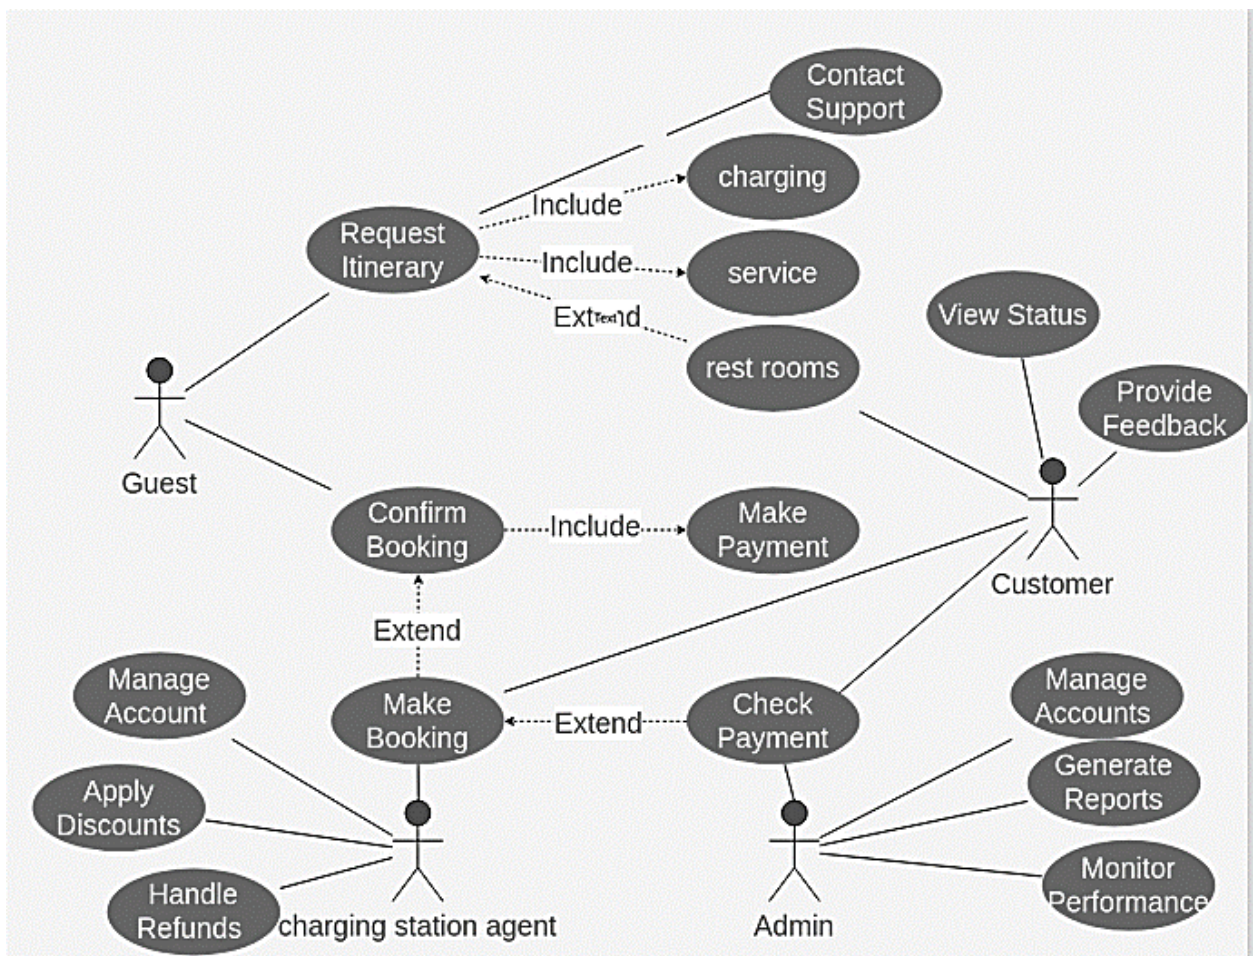 Contact
Support
charging
Include
Request
Itinerary
Include
service
Extend
Text
rest rooms
View Status
Provide
Feedback
Guest
Confirm
Booking
Include
Make
Payment
Customer
Extend
Manage
Account
Make
Booking
Extend
Check
Payment
Manage
Accounts
Apply
Discounts
Generate
Reports
Handle
Refunds
charging station agent
Admin
Monitor
Performance